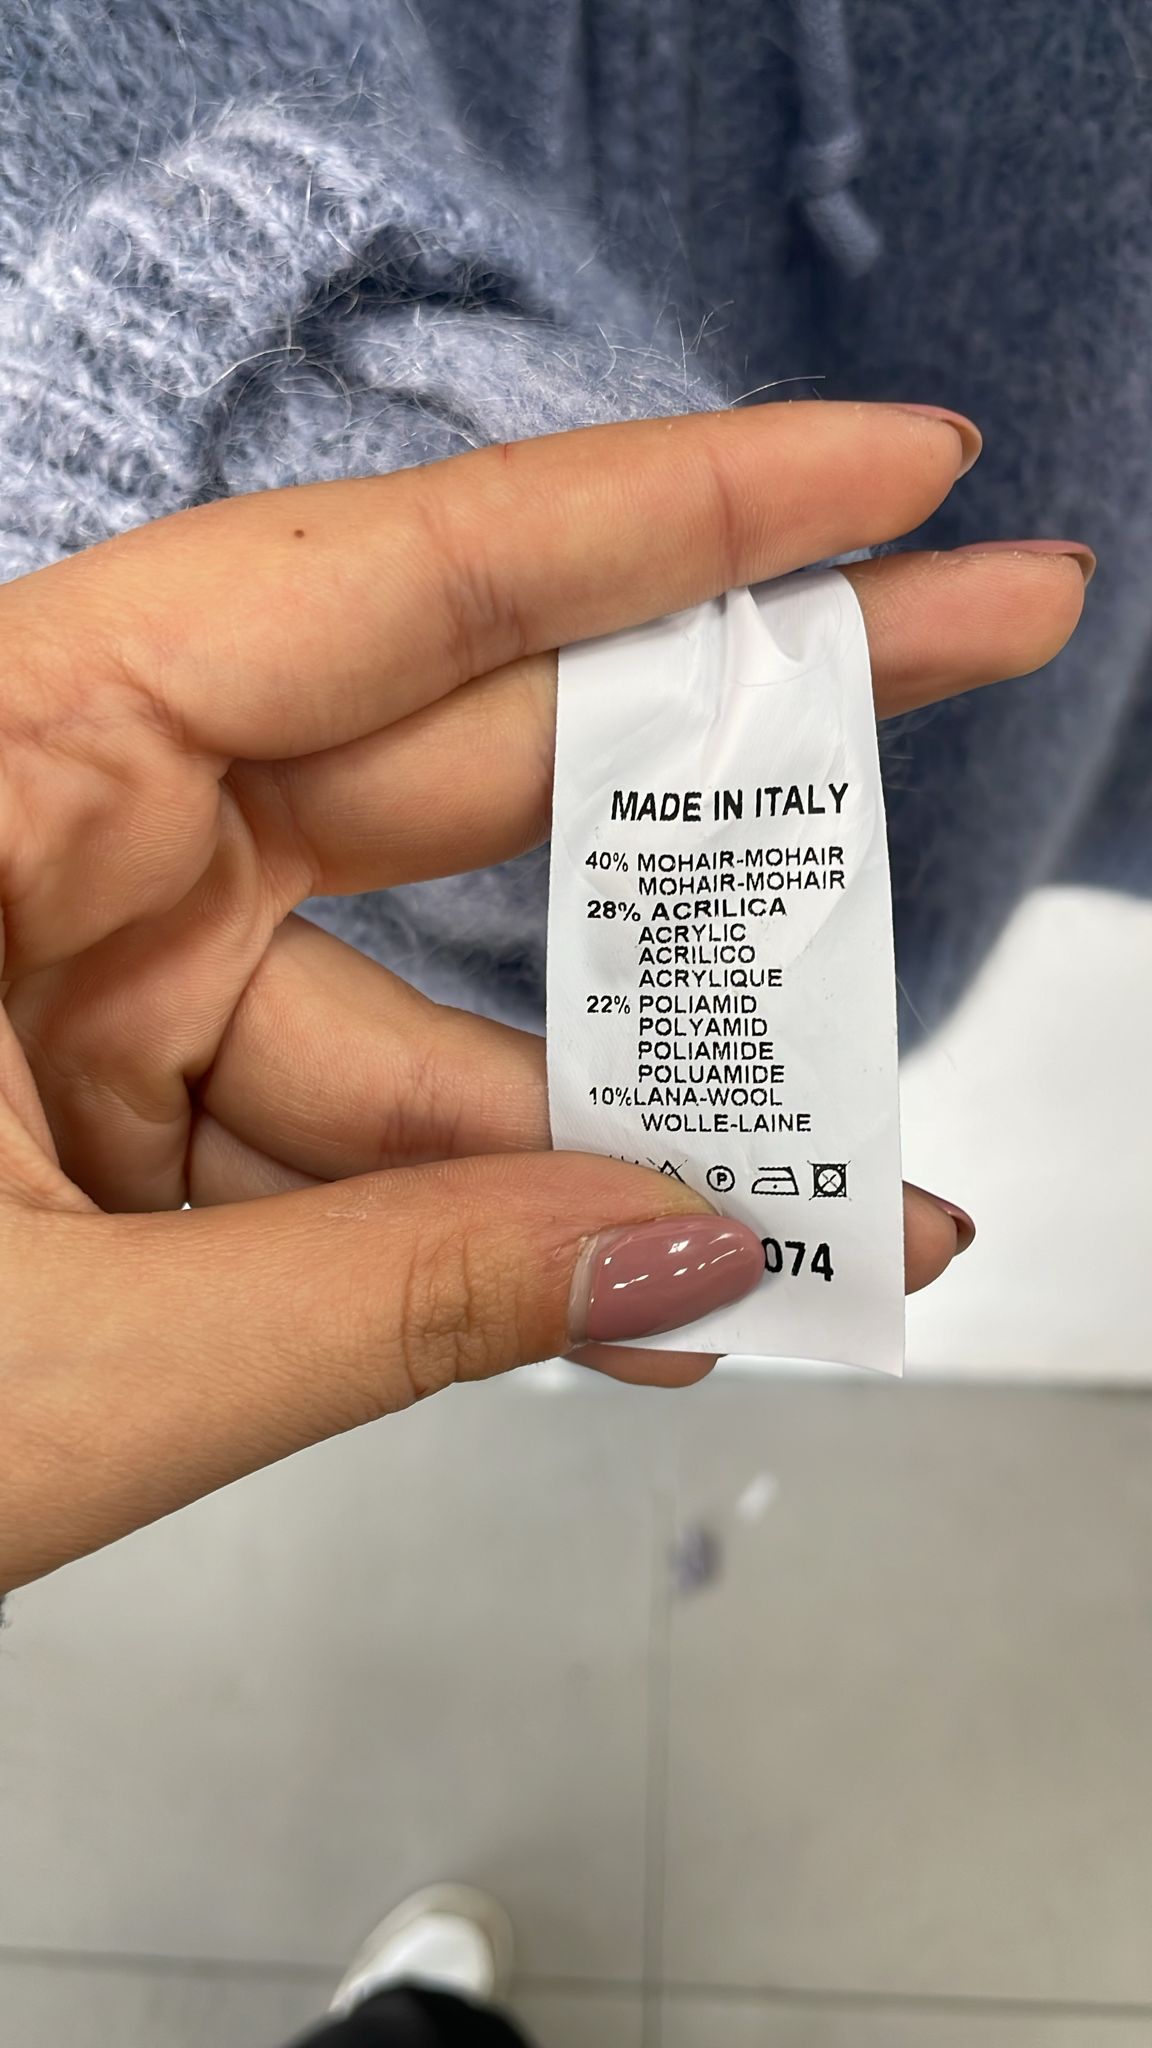 MADE IN ITALY
40% MOHAIR-MOHAIR
MOHAIR-MOHAIR
28% ACRILICA
ACRYLIC
ACRILICO
ACRYLIQUE
22% POLIAMID
POLYAMID
POLIAMIDE
POLUAMIDE
10%LANA-WOOL
WOLLE-LAINE
P
074